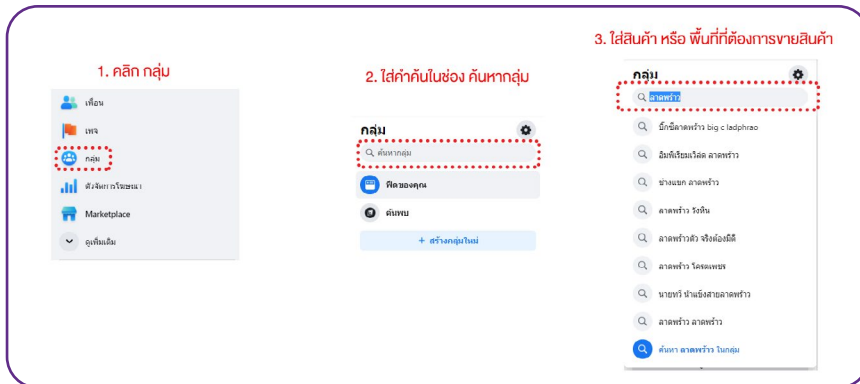 3. ใส่สินค้า หรือ พื้นที่ที่ต้องการขายสินค้า
1. คลิก กลุ่ม
2. ใส่คำค้นในช่อง ค้นหากลุ่ม
เพื่อน
เพจ
กลุ่ม
ตัวจัดการโฆษณา
Marketplace
ดูเพิ่มเติม
กลุ่ม
ค้นหากลุ่ม
ฟีดของคุณ
ค้นพบ
+ สร้างกลุ่มใหม่
กลุ่ม
ลาดพร้าว
บิ๊กซีลาดพร้าว big c ladphrao
อิมพีเรียลเวิลด์ ลาดพร้าว
ช่างแขก ลาดพร้าว
ลาดพร้าว วังหิน
ลาดพร้าวตัว จริงต้องมีดี
ลาดพร้าว โครตเพชร
นายทวี น้ำแข็งสายลาดพร้าว
ลาดพร้าว ลาดพร้าว
ค้นหา ลาดพร้าว ในกลุ่ม